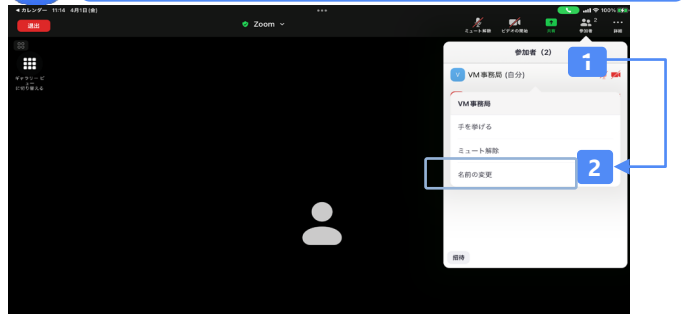 ◀カレンダー 11:14 4月1日(金)
100%
退出
Zoom
ミュート解除
ビデオの開始
共有
参加者
2
詳細
ギャラリー ビュー
に切り替える
参加者（2）
1
V
VM 事務局 (自分)
VM 事務局
手を挙げる
ミュート解除
名前の変更
2
招待